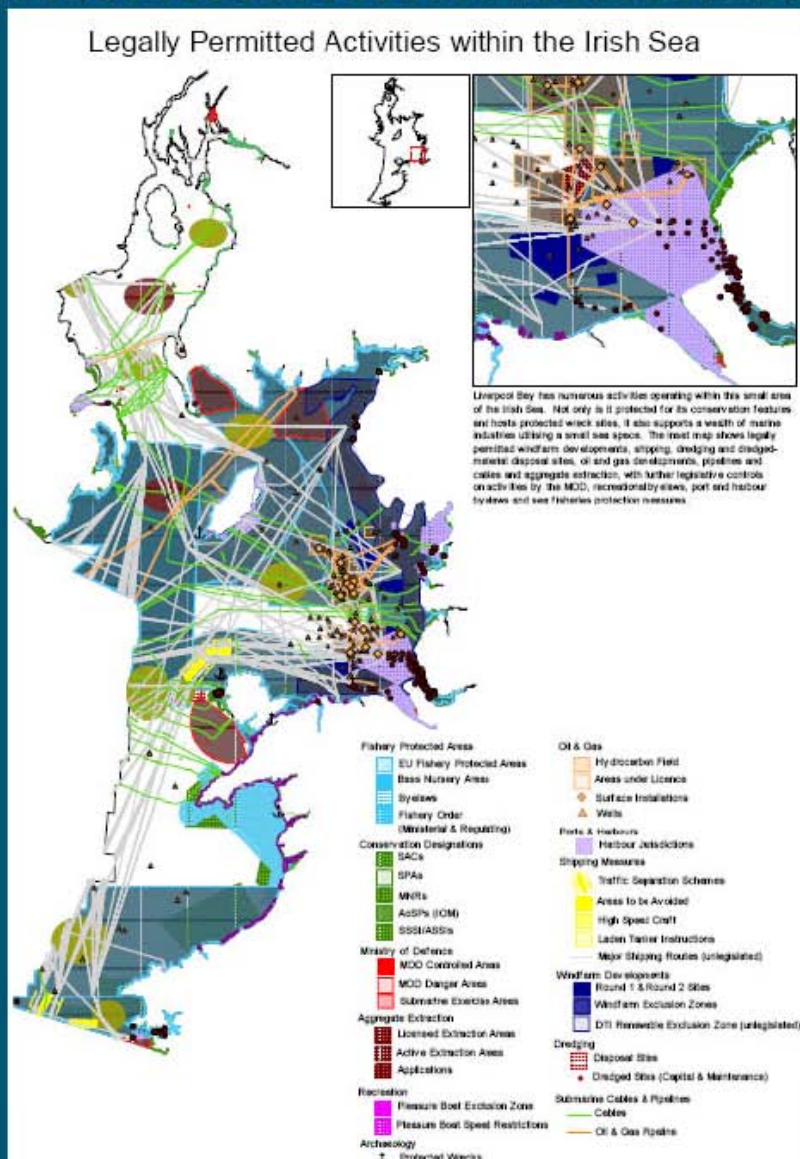 Legally Permitted Activities within the Irish Sea
Liverpool Bay has numerous activities operating within this small area
of the Irish Sea. Not only is it protected for its conservation features
and hosts protected wreck sites, it also supports a wealth of marine
industries utilising a small sea space. The inset map shows legally
permitted windfarm developments, shipping, dredging and dredged-
material disposal sites, oil and gas developments, pipelines and
cables and aggregate extraction, with further legislative controls
on activities by the MOD, recreational byelaws, port and harbour
byelaws and sea fisheries protection measures.
Fishery Protected Areas
EU Fishery Protected Areas
Bass Nursery Areas
Byelaws
Fishery Order
(Ministerial & Regulating)
Conservation Designations
SACs
SPAs
MNRs
AoSPs (IOM)
SSSI/ASSIs
Ministry of Defence
MOD Controlled Areas
MOD Danger Areas
Submarine Exercise Areas
Aggregate Extraction
Licensed Extraction Areas
Active Extraction Areas
Applications
Recreation
Pleasure Boat Exclusion Zone
Pleasure Boat Speed Restrictions
Archaeology
Protected Wrecks
Oil & Gas
Hydrocarbon Field
Areas under Licence
Surface Installations
Wells
Ports & Harbours
Harbour Jurisdictions
Shipping Measures
Traffic Separation Schemes
Areas to be Avoided
High Speed Craft
Laden Tanker Instructions
Major Shipping Routes (unlegislated)
Windfarm Developments
Round 1 & Round 2 Sites
Windfarm Exclusion Zones
DTI Renewable Exclusion Zone (unlegislated)
Dredging
Disposal Sites
Dredged Sites (Capital & Maintenance)
Submarine Cables & Pipelines
Cables
Oil & Gas Pipeline